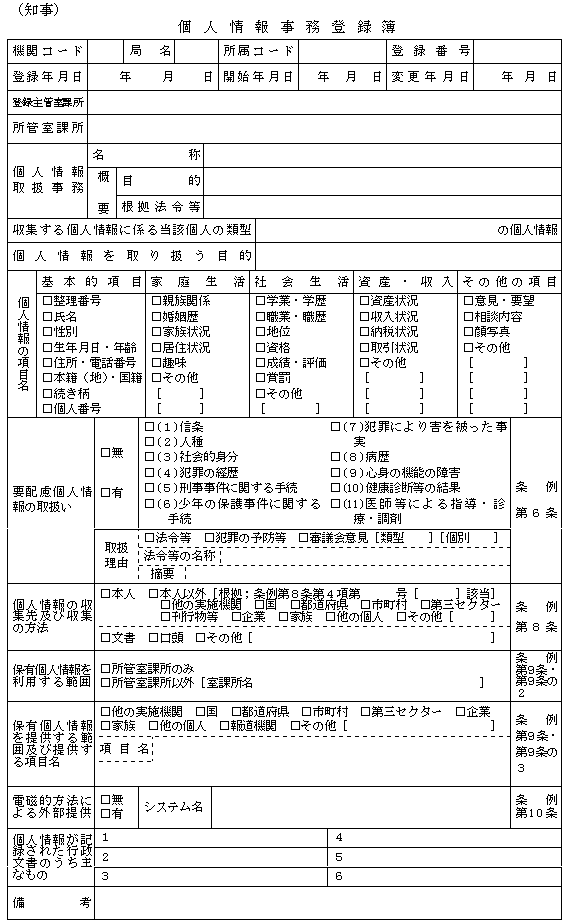 （知事）
個人情報事務登録簿
機関コード 局名 所属コード 登録番号
登録年月日 年 月 日 開始年月日 年 月 日 変更年月日 年 月 日
登録主管室課所
所管室課所
個人情報取扱事務 名称
概要 目的
根拠法令等
収集する個人情報に係る当該個人の類型 の個人情報
個人情報を取り扱う目的
個人情報の項目名
基本的項目 家庭生活 社会生活 資産・収入 その他の項目
□整理番号 □親族関係 □学業・学歴 □資産状況 □意見・要望
□氏名 □婚姻歴 □職業・職歴 □収入状況 □相談内容
□性別 □家族状況 □地位 □納税状況 □顔写真
□生年月日・年齢 □居住状況 □資格 □取引状況 □その他
□住所・電話番号 □趣味 □成績・評価 □その他 [ ]
□本籍（地）・国籍 □その他 □賞罰 [ ] [ ]
□続き柄 [ ] □その他 [ ] [ ]
□個人番号 [ ] [ ] [ ] [ ]
要配慮個人情
報の取扱い
□無
□有
□(1)信条
□(2)人種
□(3)社会的身分
□(4)犯罪の経歴
□(5)刑事事件に関する手続
□(6)少年の保護事件に関する
手続
□(7)犯罪により害を被った事
実
□(8)病歴
□(9)心身の機能の障害
□(10)健康診断等の結果
□(11)医師等による指導・診
療・調剤
条例
第6条
取扱
理由
□法令等 □犯罪の予防等 □審議会意見［類型 ］［個別 ］
法令等の名称
摘要
個人情報の収
集先及び収集
の方法
□本人 □本人以外［根拠；条例第8条第4項第 号［ ］該当］
□他の実施機関 □国 □都道府県 □市町村 □第三セクター
□刊行物等 □企業 □家族 □他の個人 □その他［ ］
□文書 □口頭 □その他［ ］
条例
第8条
保有個人情報を
利用する範囲
□所管室課所のみ
□所管室課所以外［室課所名 ］
条例
第9条・
第9条の
2
保有個人情報
を提供する範
囲及び提供す
る項目名
□他の実施機関 □国 □都道府県 □市町村 □第三セクター □企業
□家族 □他の個人 □報道機関 □その他［ ］
項目名
条例
第9条・
第9条の
3
電磁的方法に
よる外部提供
□無
□有
システム名
条例
第10条
個人情報が記
録された行政
文書のうち主
なもの
1 4
2 5
3 6
備考